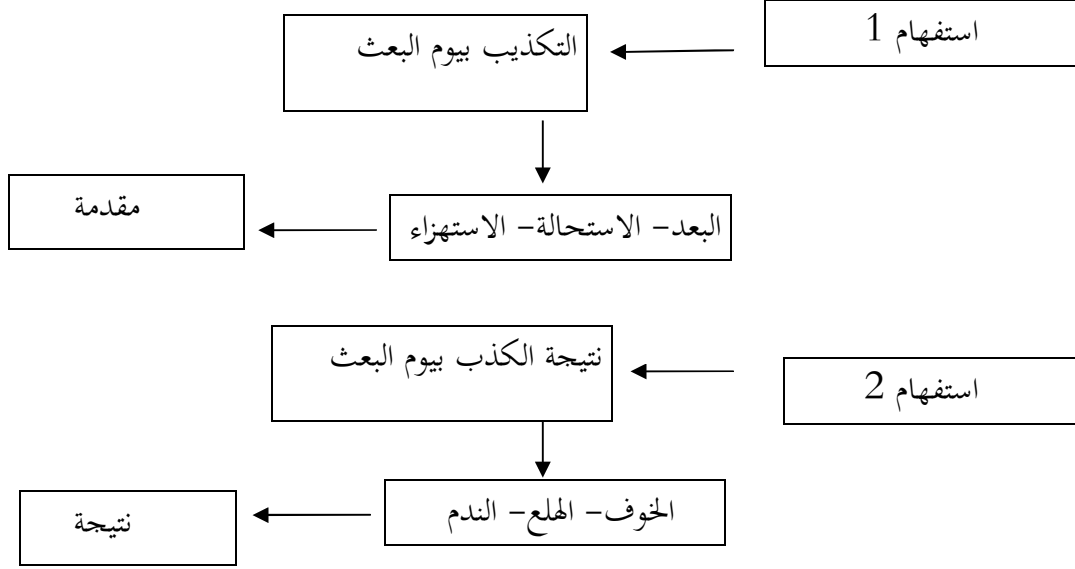 استفهام 1
التكذيب بيوم البعث
البعد- الاستحالة- الاستهزاء
مقدمة
استفهام 2
نتيجة الكذب بيوم البعث
الخوف- الهلع- الندم
نتيجة